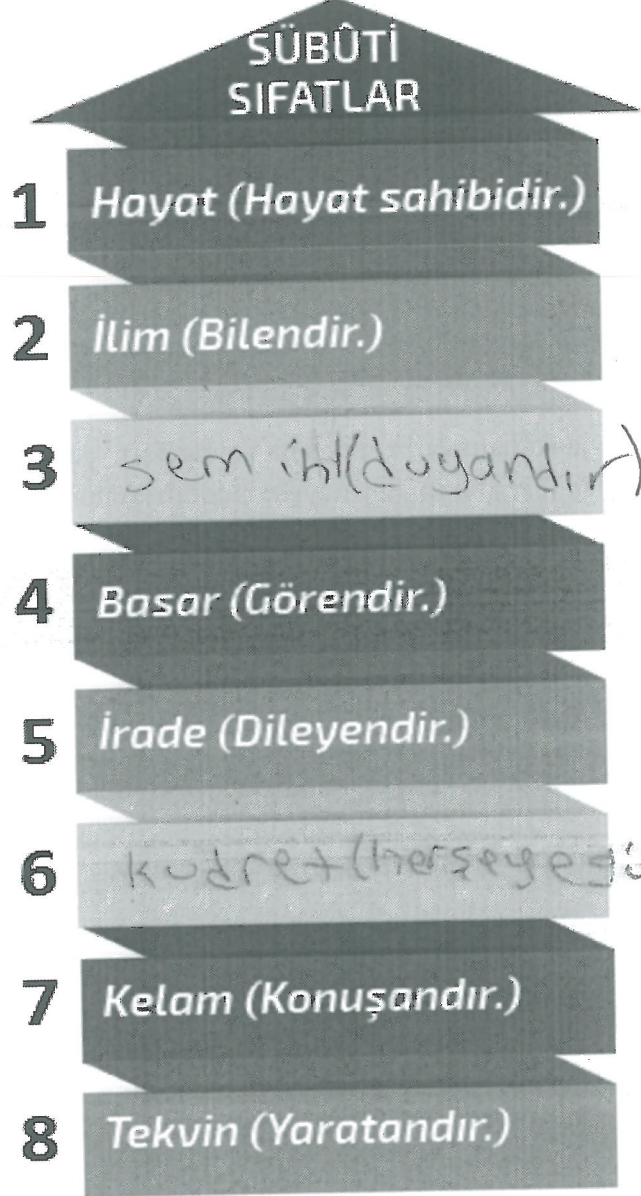 SÜBÛTİ
SIFATLAR
1 Hayat (Hayat sahibidir.)
2 İlim (Bilendir.)
3 sem (duyandır)
4 Basar (Görendir.)
5 İrade (Dileyendir.)
6 kudret (herşeye
7 Kelam (Konuşandır.)
8 Tekvin (Yaratandır.)